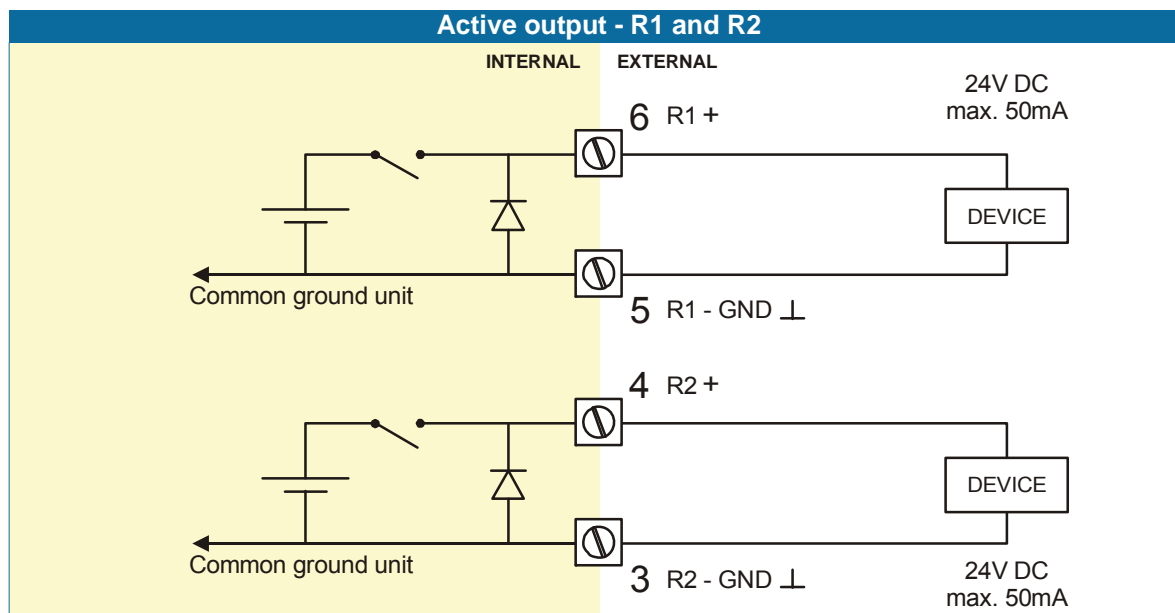 Active output - R1 and R2
INTERNAL
EXTERNAL
24V DC
max. 50mA
6 R1 +
DEVICE
Common ground unit
5 R1 - GND ⊥
4 R2 +
DEVICE
Common ground unit
3 R2 - GND ⊥
24V DC
max. 50mA